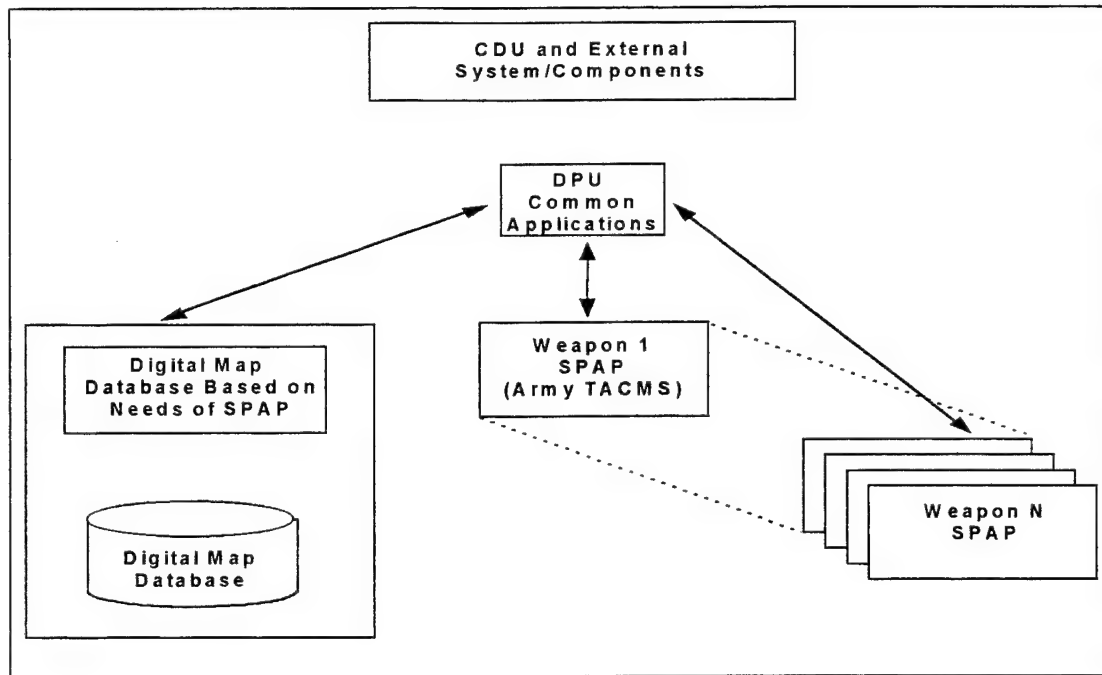 CDU and External
System/Components
DPU
Common
Applications
Digital Map
Database Based on
Needs of SPAP
Weapon 1
SPAP
(Army TACMS)
Weapon N
SPAP
Digital Map
Database